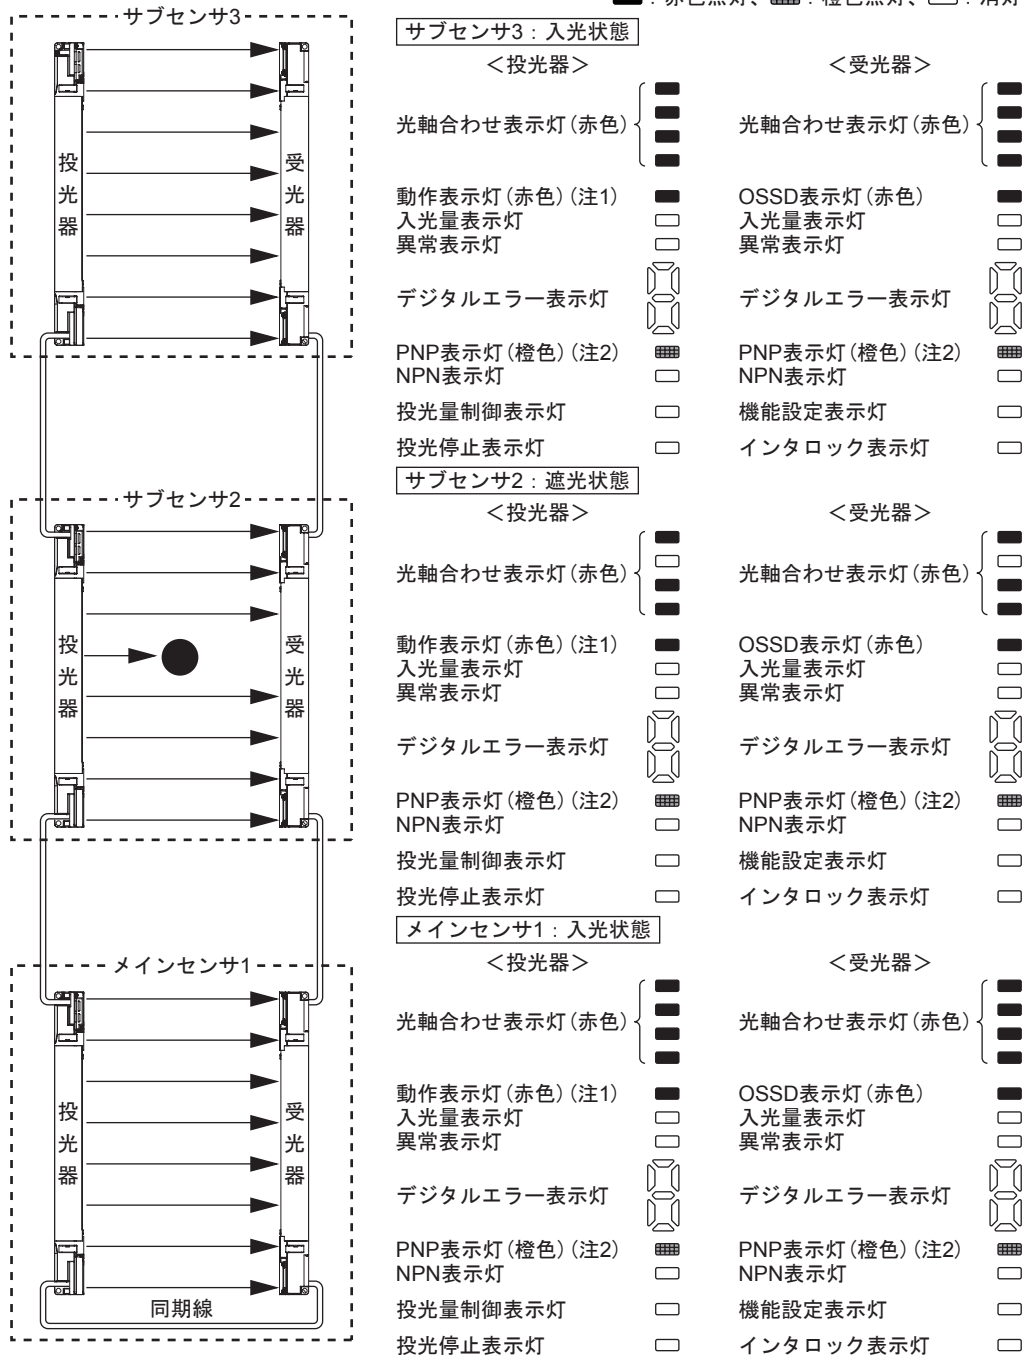 ：赤色点灯、：橙色点灯、：消灯
サブセンサ3
サブセンサ3：入光状態
＜投光器＞
＜受光器＞
光軸合わせ表示灯(赤色)
光軸合わせ表示灯(赤色)
動作表示灯(赤色)(注1)
OSSD表示灯(赤色)
入光量表示灯
入光量表示灯
異常表示灯
異常表示灯
デジタルエラー表示灯
デジタルエラー表示灯
PNP表示灯(橙色)(注2)
PNP表示灯(橙色)(注2)
NPN表示灯
NPN表示灯
投光量制御表示灯
機能設定表示灯
投光停止表示灯
インタロック表示灯
投光器
受光器
サブセンサ2
サブセンサ2：遮光状態
＜投光器＞
＜受光器＞
光軸合わせ表示灯(赤色)
光軸合わせ表示灯(赤色)
動作表示灯(赤色)(注1)
OSSD表示灯(赤色)
入光量表示灯
入光量表示灯
異常表示灯
異常表示灯
デジタルエラー表示灯
デジタルエラー表示灯
PNP表示灯(橙色)(注2)
PNP表示灯(橙色)(注2)
NPN表示灯
NPN表示灯
投光量制御表示灯
機能設定表示灯
投光停止表示灯
インタロック表示灯
投光器
受光器
メインセンサ1
メインセンサ1：入光状態
＜投光器＞
＜受光器＞
光軸合わせ表示灯(赤色)
光軸合わせ表示灯(赤色)
動作表示灯(赤色)(注1)
OSSD表示灯(赤色)
入光量表示灯
入光量表示灯
異常表示灯
異常表示灯
デジタルエラー表示灯
デジタルエラー表示灯
PNP表示灯(橙色)(注2)
PNP表示灯(橙色)(注2)
NPN表示灯
NPN表示灯
投光量制御表示灯
機能設定表示灯
投光停止表示灯
インタロック表示灯
投光器
受光器
同期線